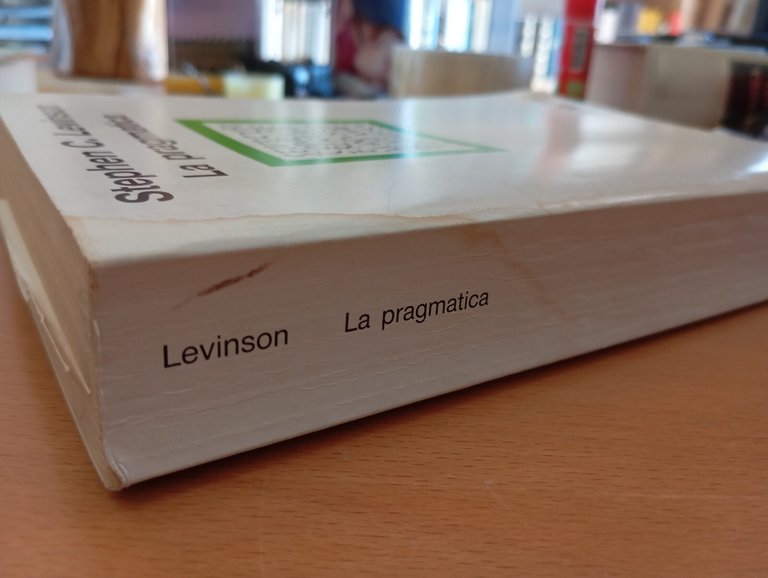 Stephen C. Levinson
La pragmatica
Levinson La pragmatica